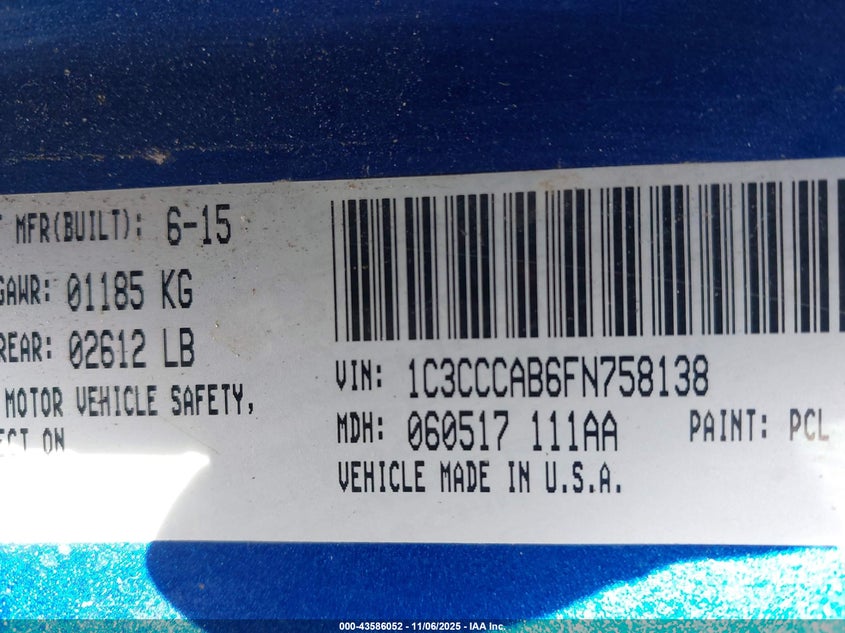 MFR(BUILT): 6-15
GAWR: 01185 KG
REAR: 02612 LB
MOTOR VEHICLE SAFETY,
VIN: 1C3CCCAB6FN758138
MDH: 060517 111AA PAINT: PCL
VEHICLE MADE IN U.S.A.
000-43586052 - 11/06/2025 - IAA Inc.